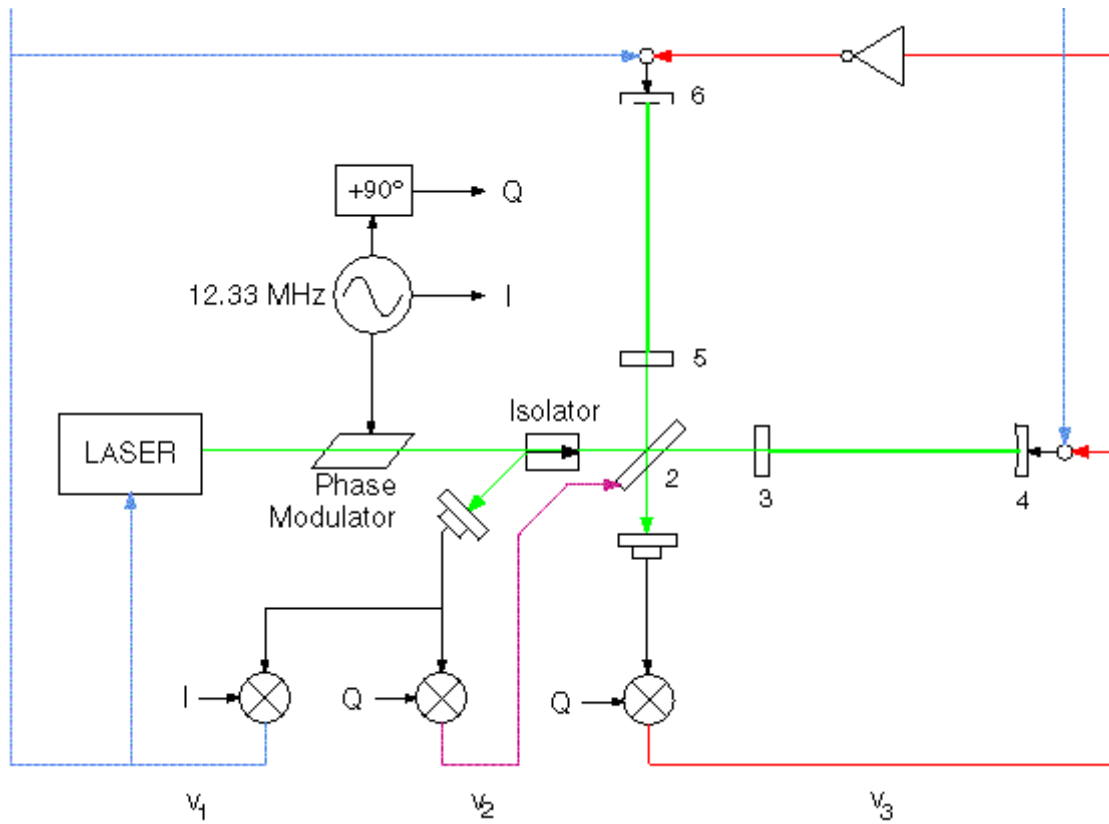 6
+90°
Q
12.33 MHz
I
5
Isolator
LASER
2
Phase
Modulator
3
4
I
Q
Q
V1
V2
V3